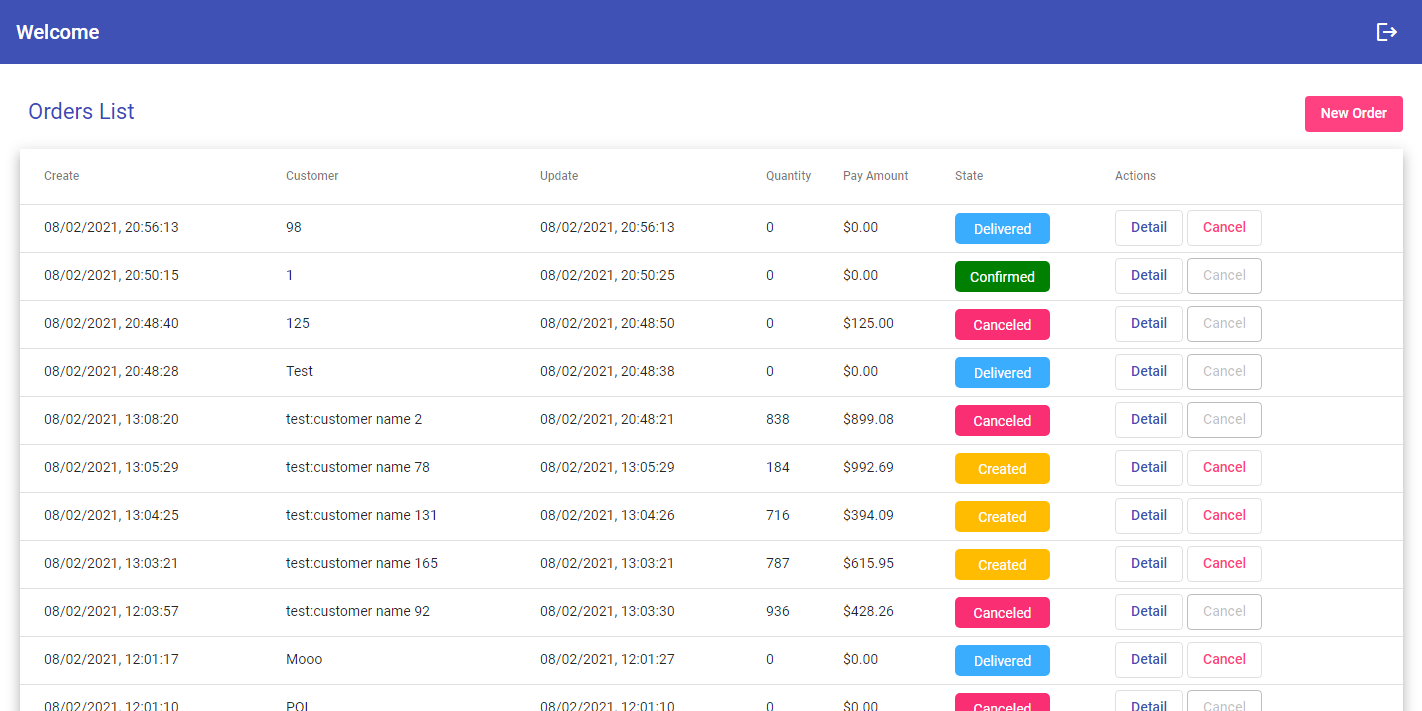 Welcome
Orders List
New Order
Create Customer Update Quantity Pay Amount State Actions
08/02/2021, 20:56:13 98 08/02/2021, 20:56:13 0 $0.00 Delivered Detail Cancel
08/02/2021, 20:50:15 1 08/02/2021, 20:50:25 0 $0.00 Confirmed Detail Cancel
08/02/2021, 20:48:40 125 08/02/2021, 20:48:50 0 $125.00 Canceled Detail Cancel
08/02/2021, 20:48:28 Test 08/02/2021, 20:48:38 0 $0.00 Delivered Detail Cancel
08/02/2021, 13:08:20 test:customer name 2 08/02/2021, 20:48:21 838 $899.08 Canceled Detail Cancel
08/02/2021, 13:05:29 test:customer name 78 08/02/2021, 13:05:29 184 $992.69 Created Detail Cancel
08/02/2021, 13:04:25 test:customer name 131 08/02/2021, 13:04:26 716 $394.09 Created Detail Cancel
08/02/2021, 13:03:21 test:customer name 165 08/02/2021, 13:03:21 787 $615.95 Created Detail Cancel
08/02/2021, 12:03:57 test:customer name 92 08/02/2021, 13:03:30 936 $428.26 Canceled Detail Cancel
08/02/2021, 12:01:17 Mooo 08/02/2021, 12:01:27 0 $0.00 Delivered Detail Cancel
08/02/2021, 12:01:10 08/02/2021, 12:01:10 0 $0.00 Canceled Detail Cancel